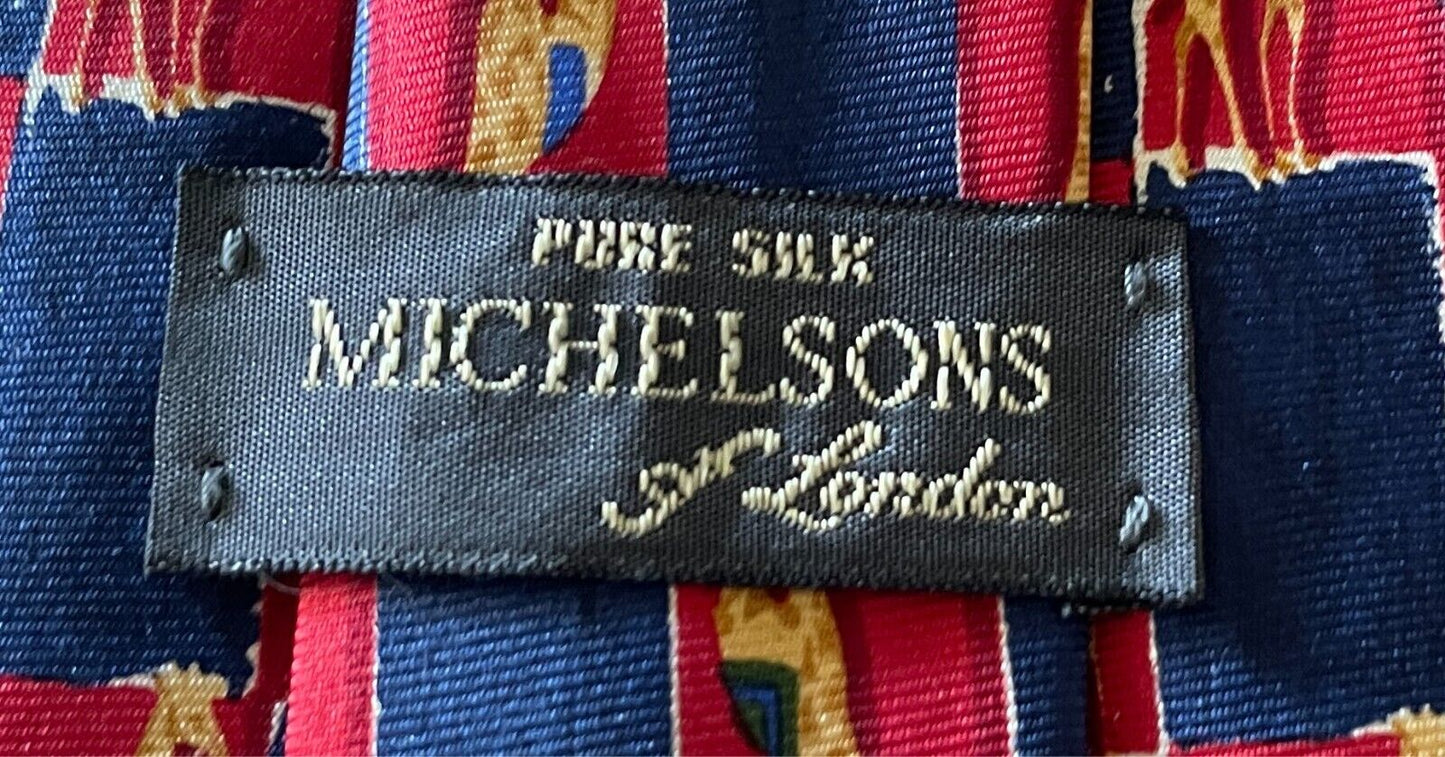 PURE SILK
MICHELSONS
of London